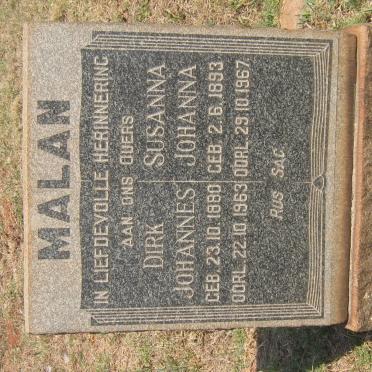 MALAN
IN LIEFDEVOLLE HERINNERING
AAN ONS OUERS
DIRK SUSANNA
JOHANNES JOHANNA
GEB. 23.10.1880 GEB. 2.6.1893
OORL. 22.10.1963 OORL. 29.10.1967
RUS SAG